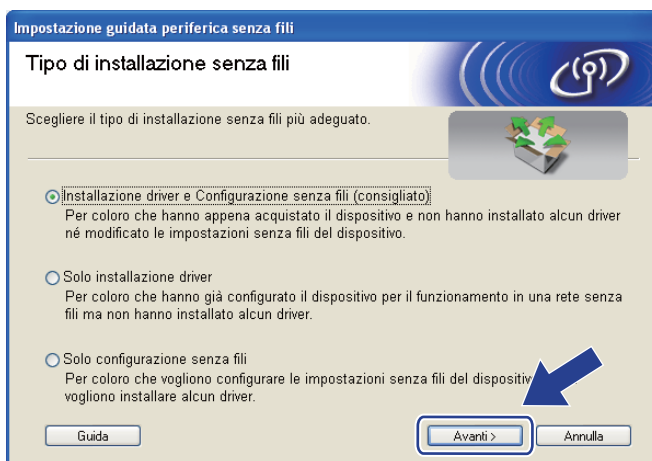 Impostazione guidata periferica senza fili
Tipo di installazione senza fili
Scegliere il tipo di installazione senza fili più adeguato.
Installazione driver e Configurazione senza fili (consigliato)
Per coloro che hanno appena acquistato il dispositivo e non hanno installato alcun driver
né modificato le impostazioni senza fili del dispositivo.
Solo installazione driver
Per coloro che hanno già configurato il dispositivo per il funzionamento in una rete senza
fili ma non hanno installato alcun driver.
Solo configurazione senza fili
Per coloro che vogliono configurare le impostazioni senza fili del
vogliono installare alcun driver.
Guida
Avanti >
Annulla